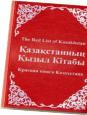 The Red List of Kazakhstan
Қазақстанның
Қызыл Кітабы
Красная книга Казахстана